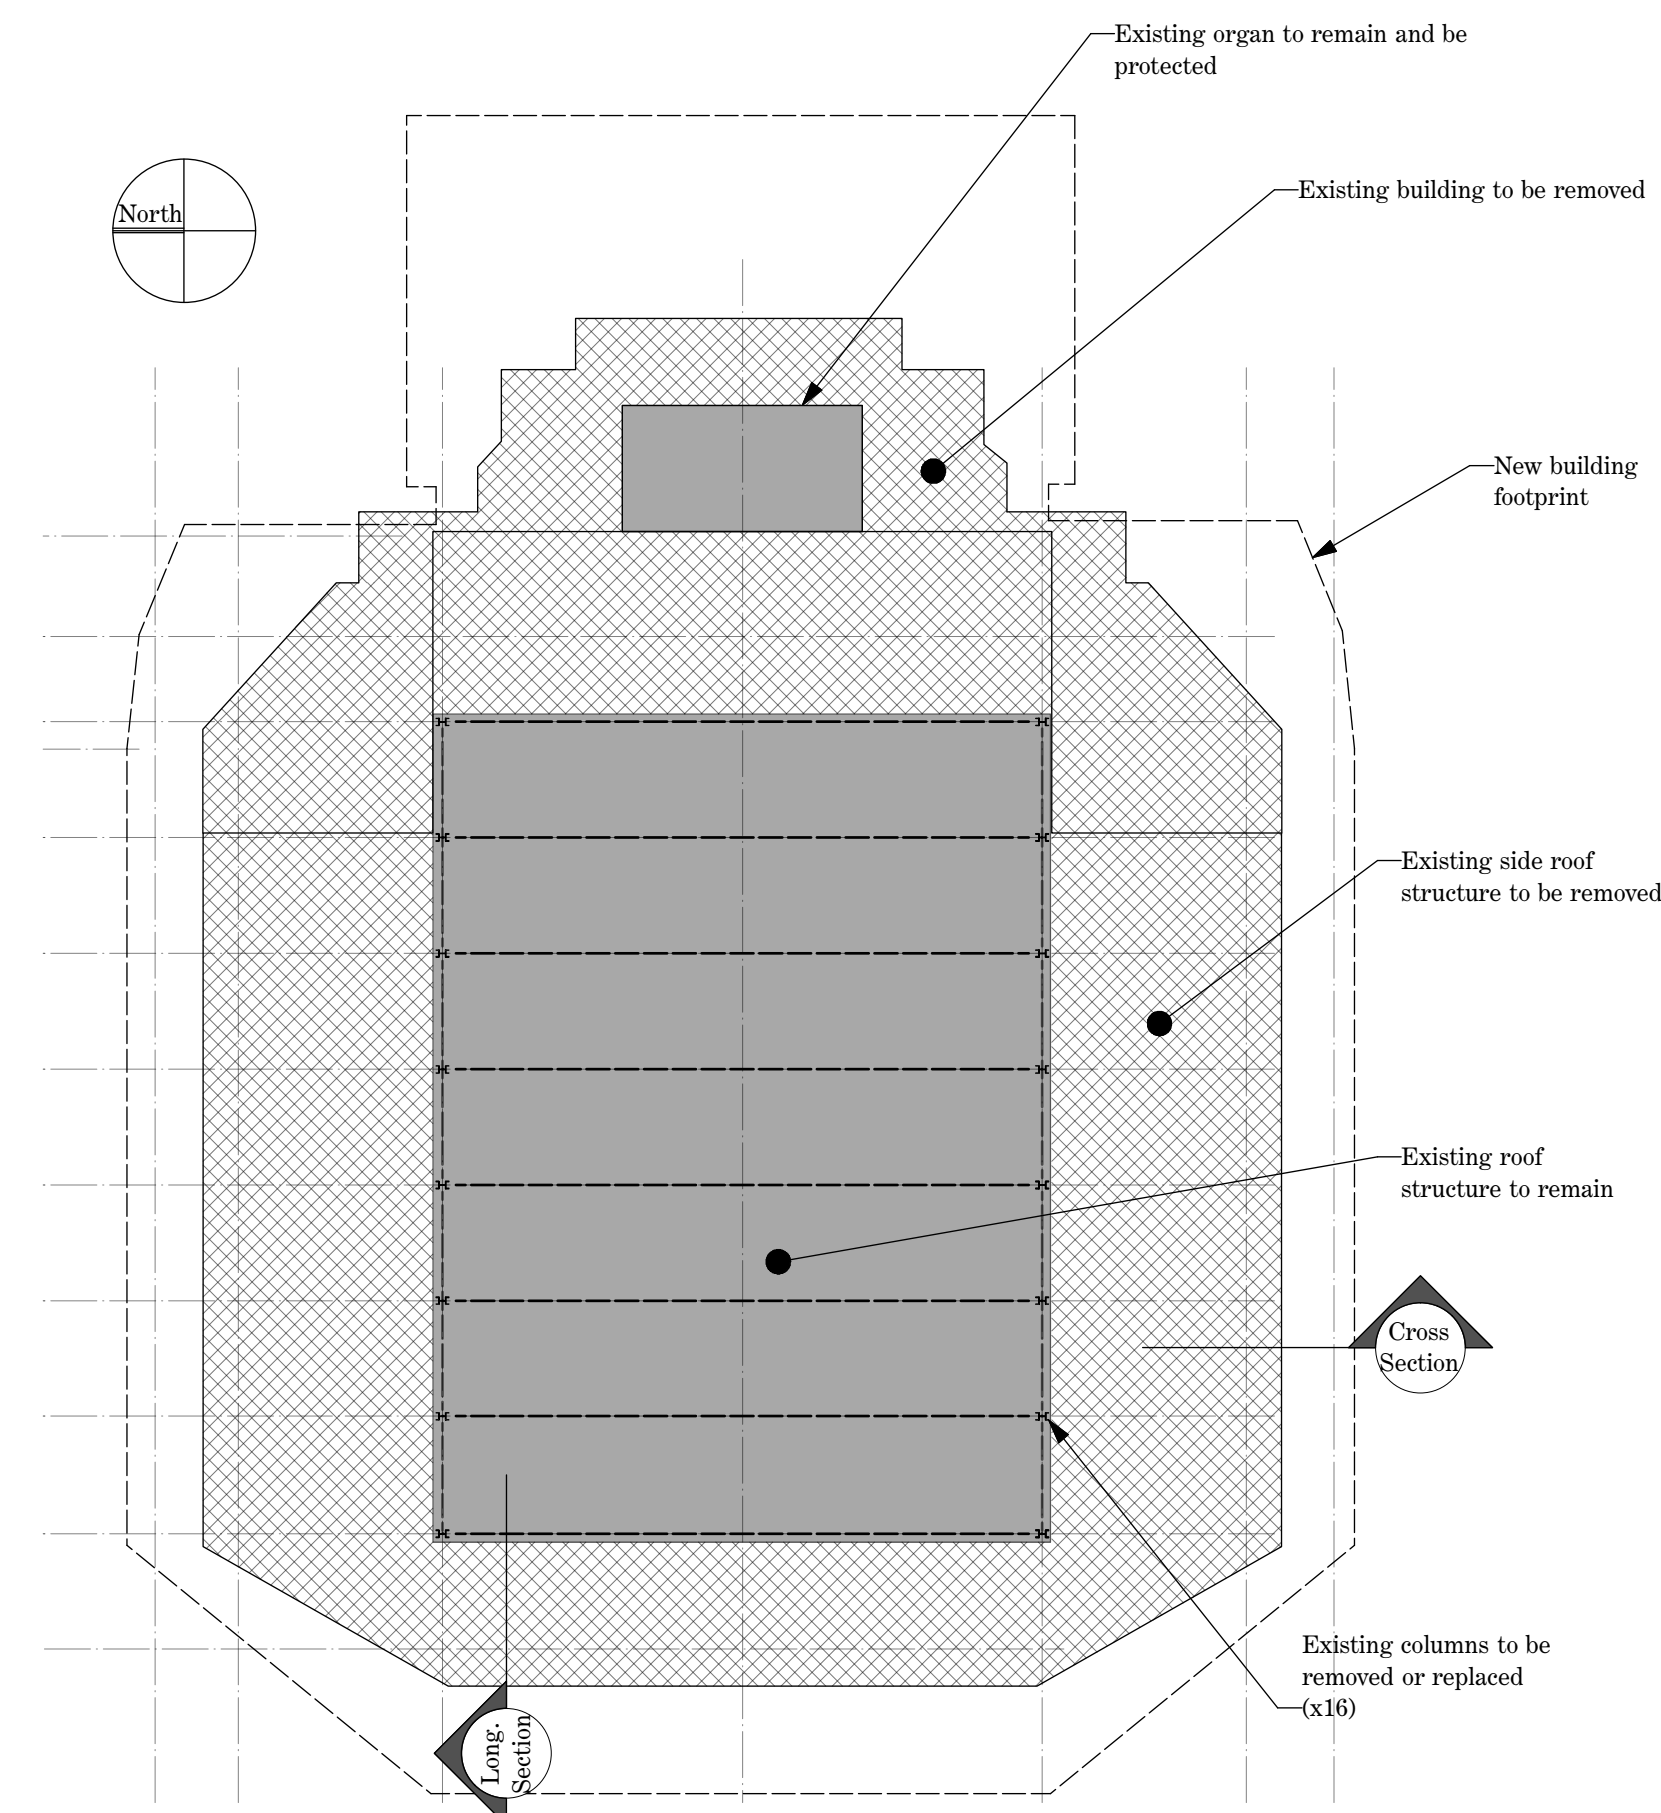 Existing organ to remain and be
protected
Existing building to be removed
North
New building
footprint
Existing side roof
structure to be removed
Existing roof
structure to remain
Cross
Section
Existing columns to be
removed or replaced
(x16)
Long.
Section